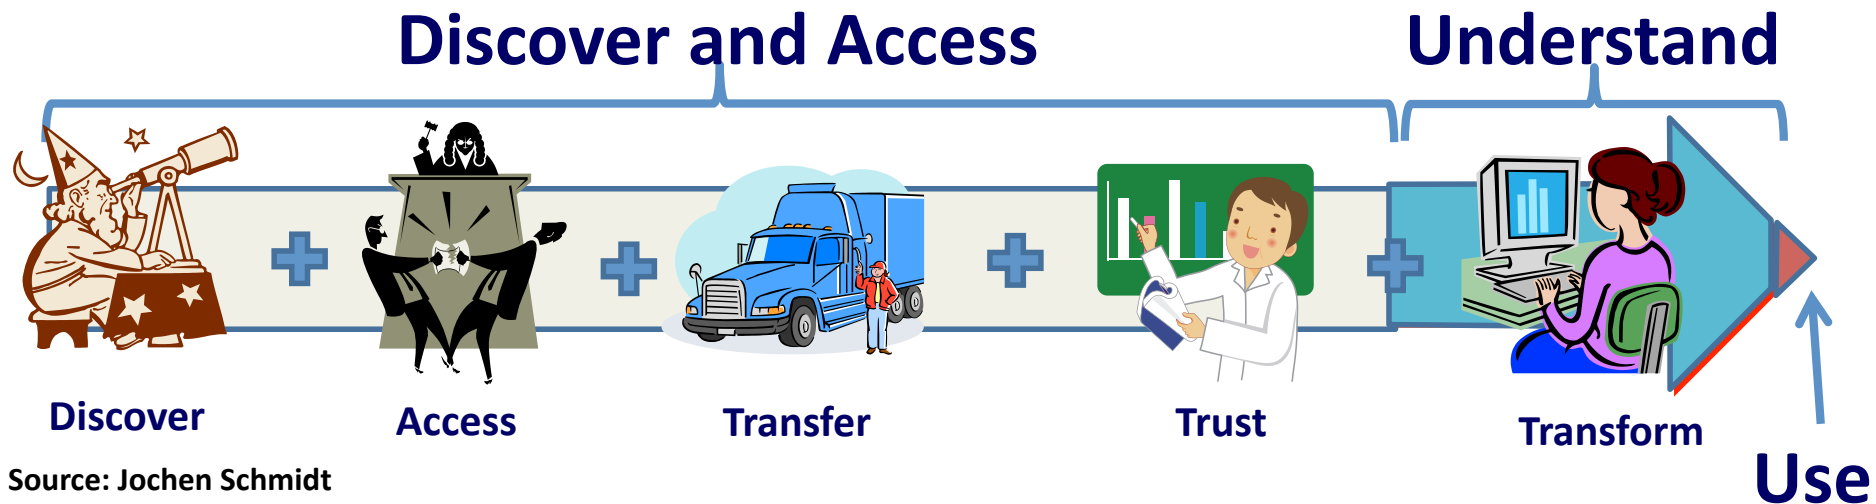 Discover and Access
Understand
Discover
Access
Transfer
Trust
Transform
Source: Jochen Schmidt
Use